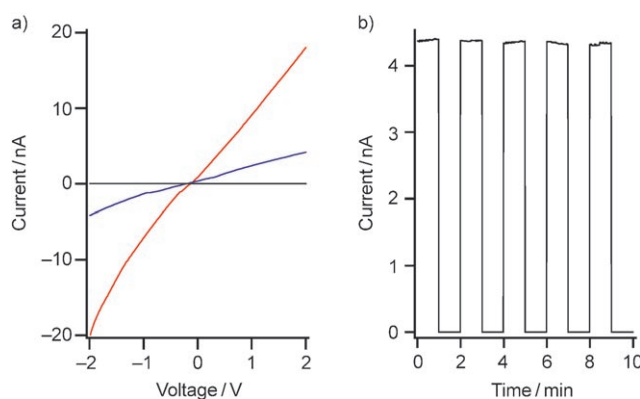 a)
20
10
0
–10
–20
Current / nA
–2 –1 0 1 2
Voltage / V
b)
4
3
2
1
0
Current / nA
0 2 4 6 8 10
Time / min